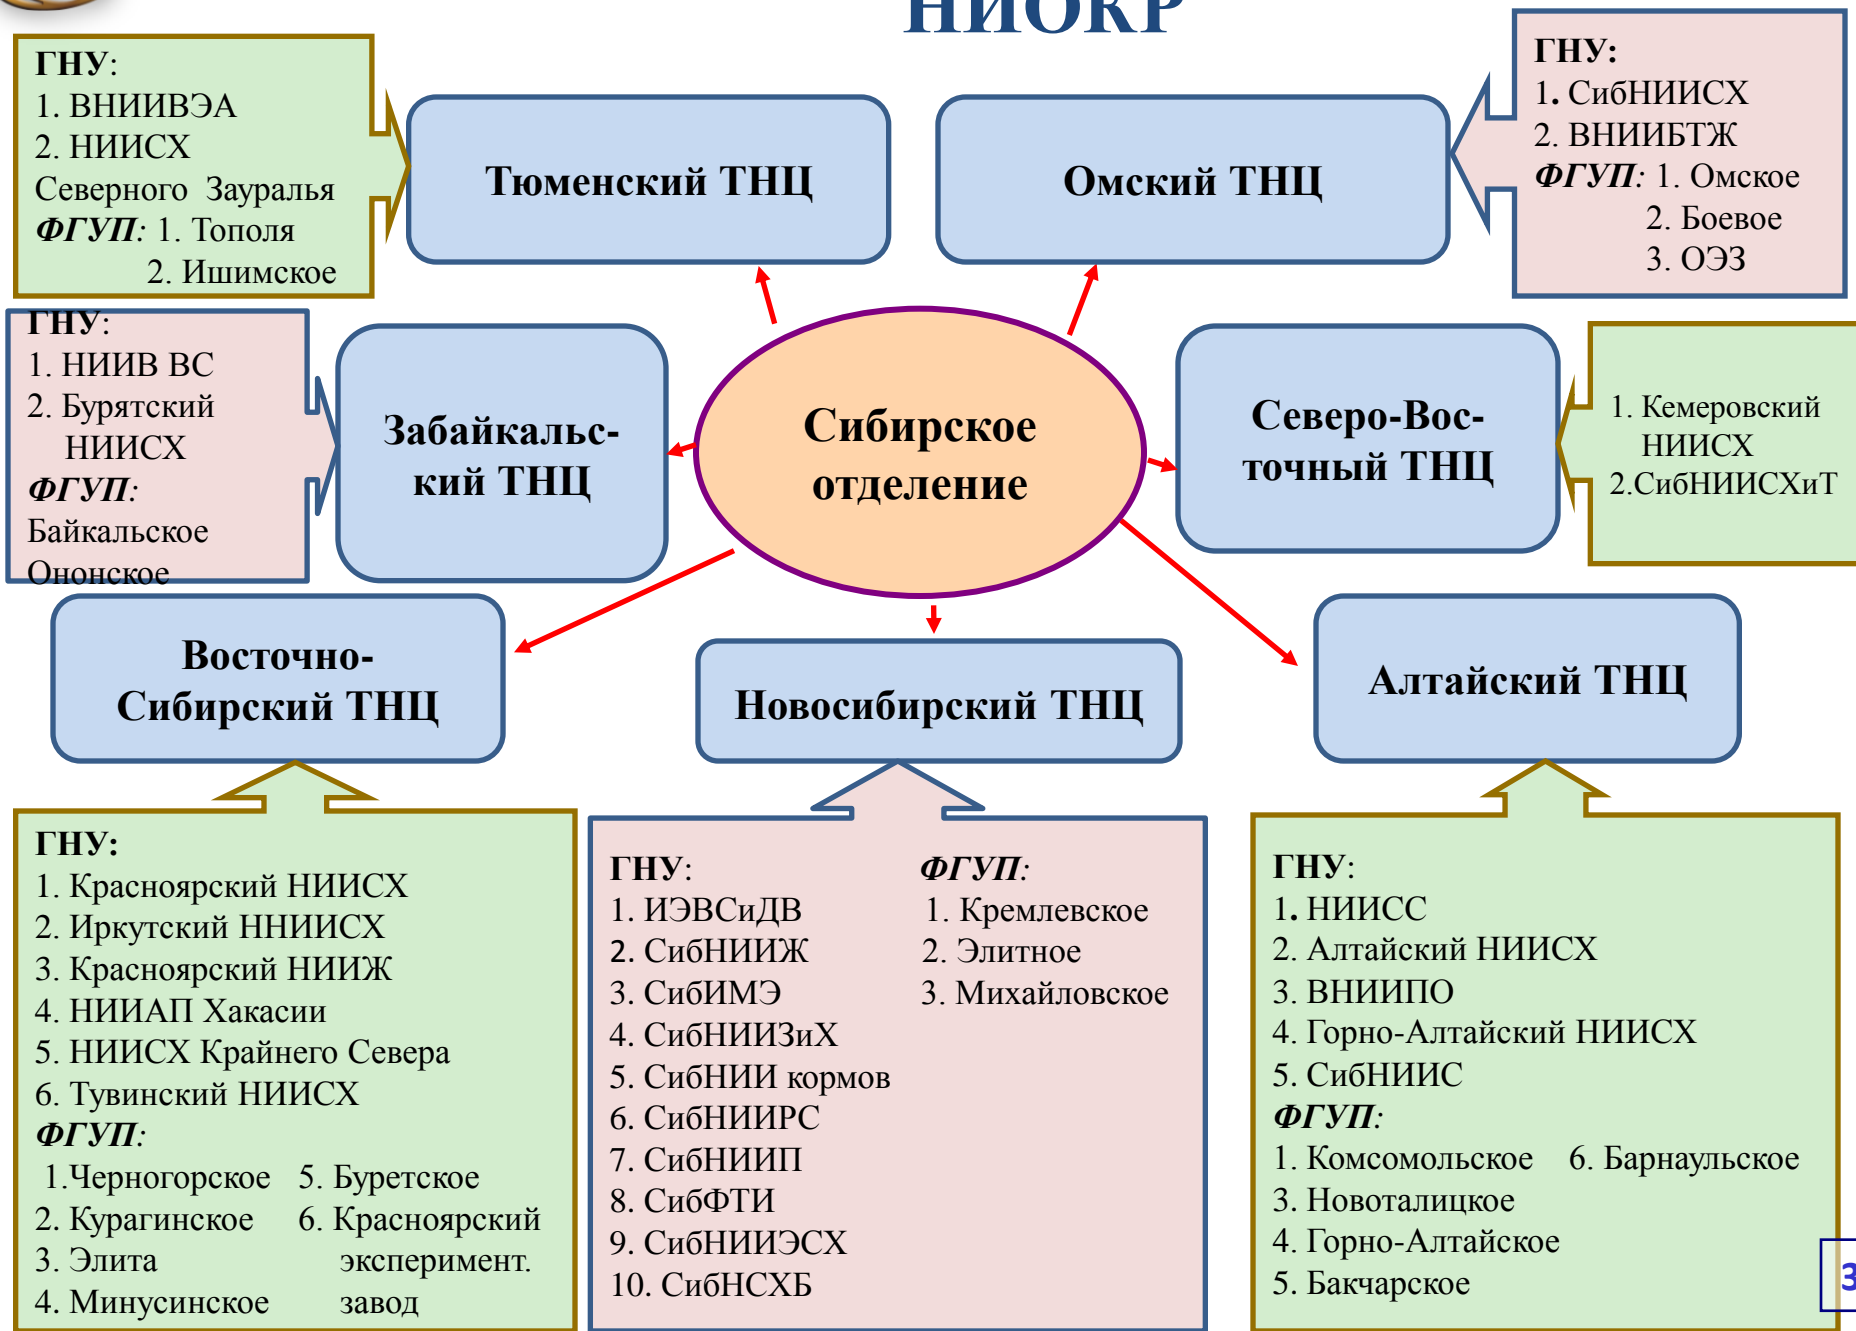 НИОКР
ГНУ:
1. ВНИИВЭА
2. НИИСХ
Северного Зауралья
ФГУП: 1. Тополя
2. Ишимское
Тюменский ТНЦ
Омский ТНЦ
ГНУ:
1. СибНИИСХ
2. ВНИИБТЖ
ФГУП: 1. Омское
2. Боевое
3. ОЭЗ
ГНУ:
1. НИИВ ВС
2. Бурятский
НИИСХ
ФГУП:
Байкальское
Ононское
Забайкальс-
кий ТНЦ
Сибирское
отделение
Северо-Вос-
точный ТНЦ
1. Кемеровский
НИИСХ
2.СибНИИСХиТ
Восточно-
Сибирский ТНЦ
Новосибирский ТНЦ
Алтайский ТНЦ
ГНУ:
1. Красноярский НИИСХ
2. Иркутский ННИИСХ
3. Красноярский НИИЖ
4. НИИАП Хакасии
5. НИИСХ Крайнего Севера
6. Тувинский НИИСХ
ФГУП:
1.Черногорское 5. Буретское
2. Курагинское 6. Красноярский
3. Элита эксперимент.
4. Минусинское завод
ГНУ: ФГУП:
1. ИЭВСиДВ 1. Кремлевское
2. СибНИИЖ 2. Элитное
3. СибИМЭ 3. Михайловское
4. СибНИИЗиХ
5. СибНИИ кормов
6. СибНИИРС
7. СибНИИП
8. СибФТИ
9. СибНИИЭСХ
10. СибНСХБ
ГНУ:
1. НИИСС
2. Алтайский НИИСХ
3. ВНИИПО
4. Горно-Алтайский НИИСХ
5. СибНИИС
ФГУП:
1. Комсомольское 6. Барнаульское
3. Новоталицкое
4. Горно-Алтайское
5. Бакчарское
3